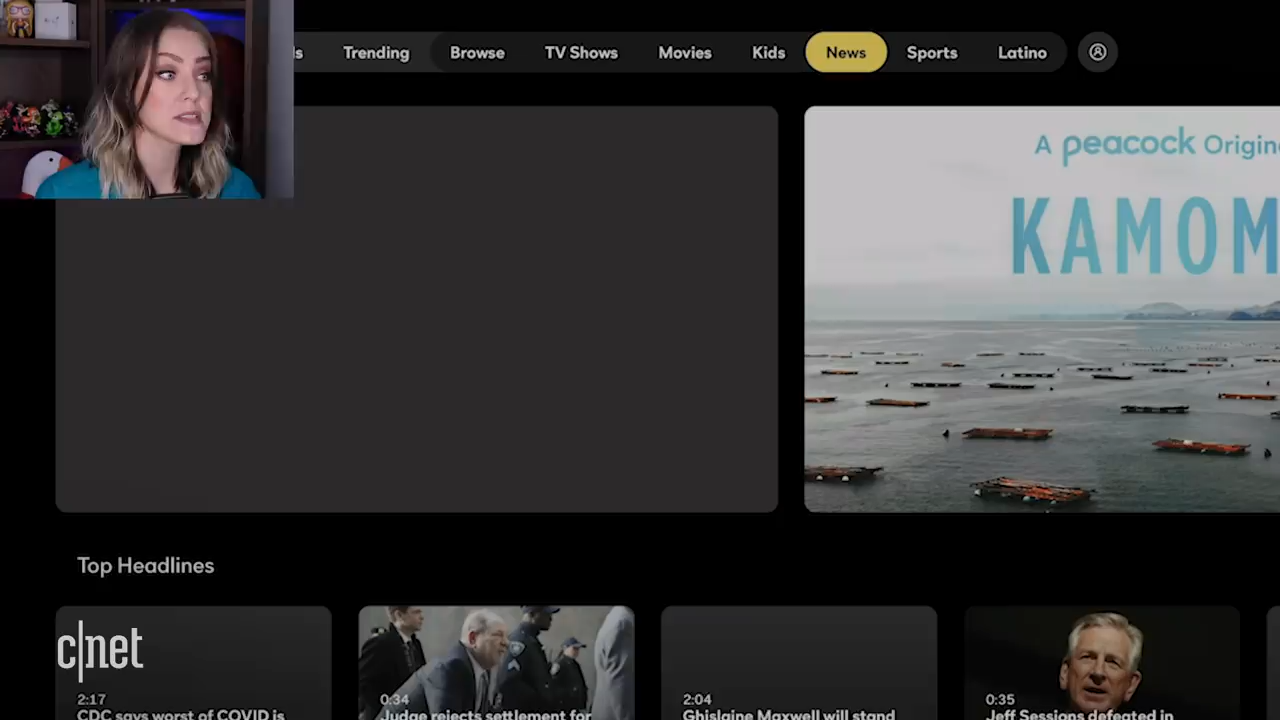 ls Trending Browse TV Shows Movies Kids News Sports Latino
A peacock Origin
KAMOM
Top Headlines
c|net
2:17
CDC says worst of COVID is
0:34
Judge rejects settlement for
2:04
Ghislaine Maxwell will stand
0:35
Jeff Sessions defeated in